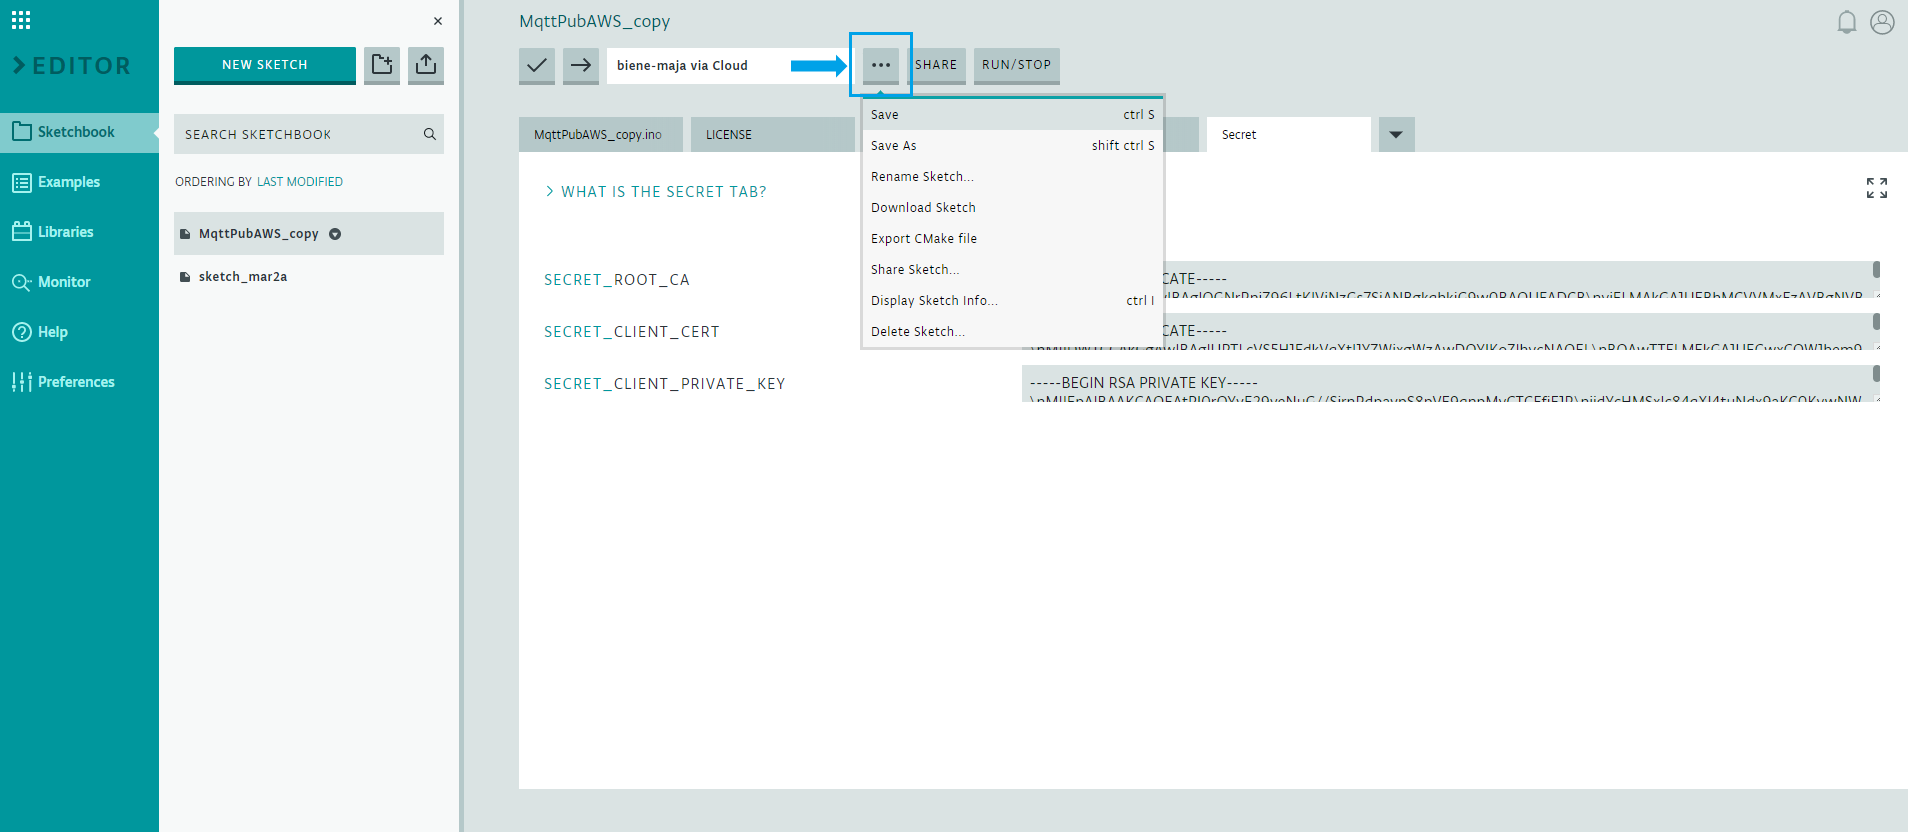 MqttPubAWS_copy
EDITOR
NEW SKETCH
biene-maja via Cloud
SHARE
RUN/STOP
Save ctrl S
Save As shift ctrl S
Rename Sketch...
Download Sketch
Export CMake file
Share Sketch...
Display Sketch Info... ctrl I
Delete Sketch...
Sketchbook
Examples
Libraries
Monitor
Help
Preferences
SEARCH SKETCHBOOK
ORDERING BY LAST MODIFIED
MqttPubAWS_copy
sketch_mar2a
MqttPubAWS_copy.ino
LICENSE
Secret
WHAT IS THE SECRET TAB?
SECRET_ROOT_CA
CATE-----
SECRET_CLIENT_CERT
CATE-----
SECRET_CLIENT_PRIVATE_KEY
-----BEGIN RSA PRIVATE KEY-----